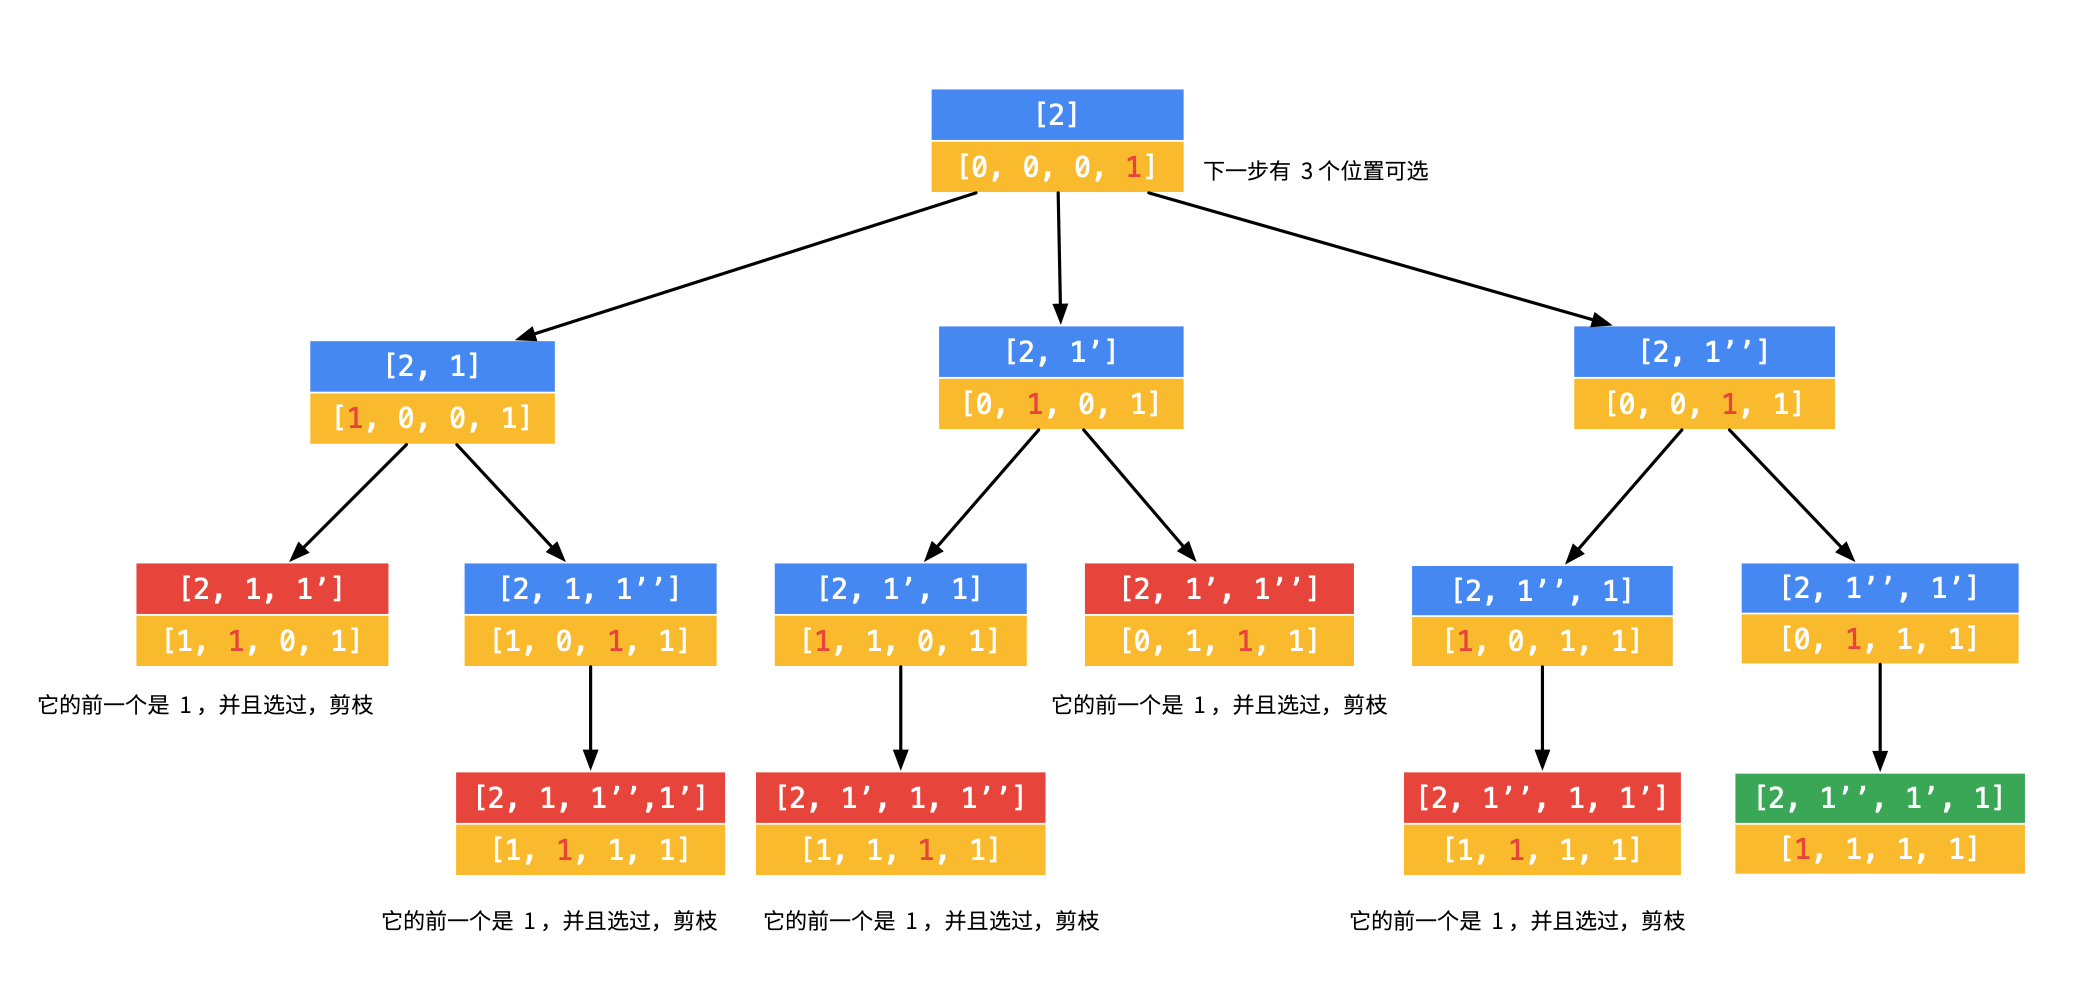 [2]
[0, 0, 0, 1]
下一步有 3 个位置可选
[2, 1]
[1, 0, 0, 1]
[2, 1’]
[0, 1, 0, 1]
[2, 1’’]
[0, 0, 1, 1]
[2, 1, 1’]
[1, 1, 0, 1]
它的前一个是 1，并且选过，剪枝
[2, 1, 1’’]
[1, 0, 1, 1]
[2, 1’, 1]
[1, 1, 0, 1]
[2, 1’, 1’’]
[0, 1, 1, 1]
它的前一个是 1，并且选过，剪枝
[2, 1’’, 1]
[1, 0, 1, 1]
[2, 1’’, 1’]
[0, 1, 1, 1]
[2, 1, 1’’,1’]
[1, 1, 1, 1]
它的前一个是 1，并且选过，剪枝
[2, 1’, 1, 1’’]
[1, 1, 1, 1]
它的前一个是 1，并且选过，剪枝
[2, 1’’, 1, 1’]
[1, 1, 1, 1]
它的前一个是 1，并且选过，剪枝
[2, 1’’, 1’, 1]
[1, 1, 1, 1]